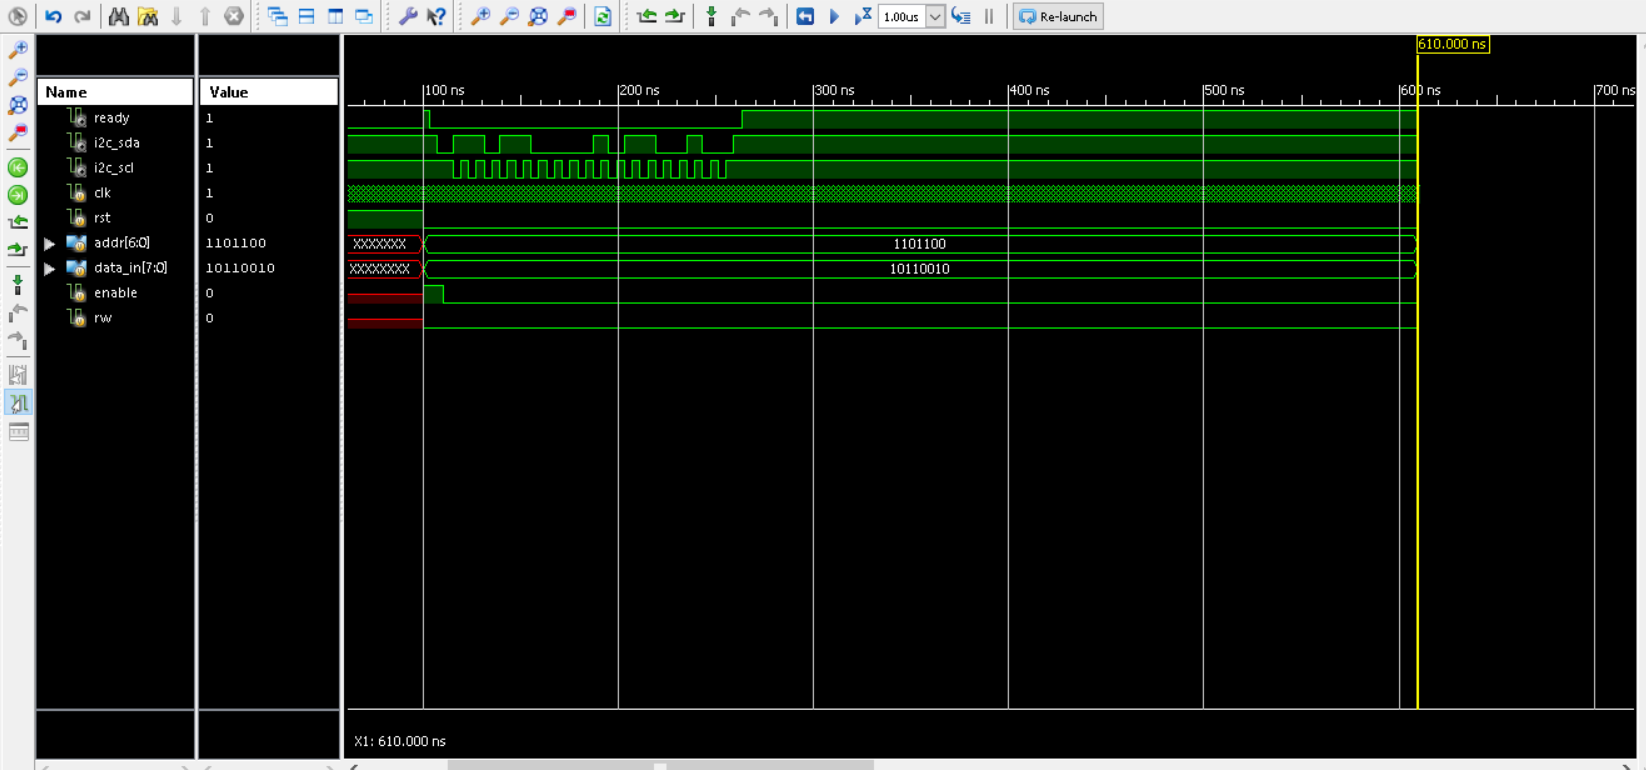 1.00us
Re-launch
610.000 ns
Name Value
100 ns 200 ns 300 ns 400 ns 500 ns 600 ns 700 ns
ready 1
i2c_sda 1
i2c_scl 1
clk 1
rst 0
addr[6:0] 1101100 XXXXXXX 1101100
data_in[7:0] 10110010 XXXXXXXX 10110010
enable 0
rw 0
X1: 610.000 ns